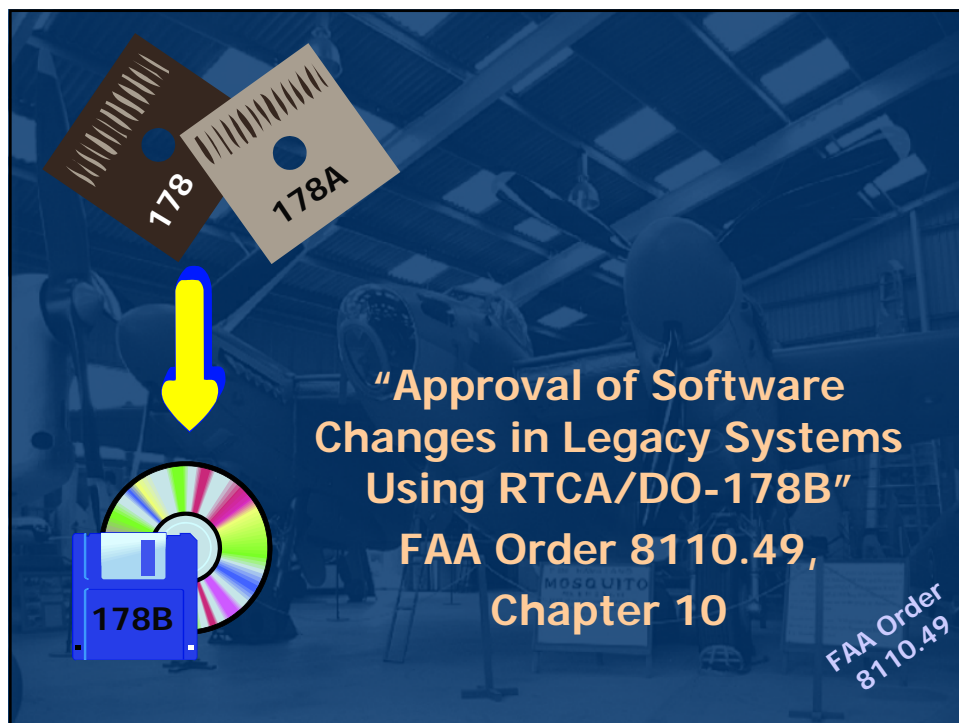 178
178A
178B
“Approval of Software
Changes in Legacy Systems
Using RTCA/DO-178B”
FAA Order 8110.49,
Chapter 10
MOSQUITO
FAA Order
8110.49